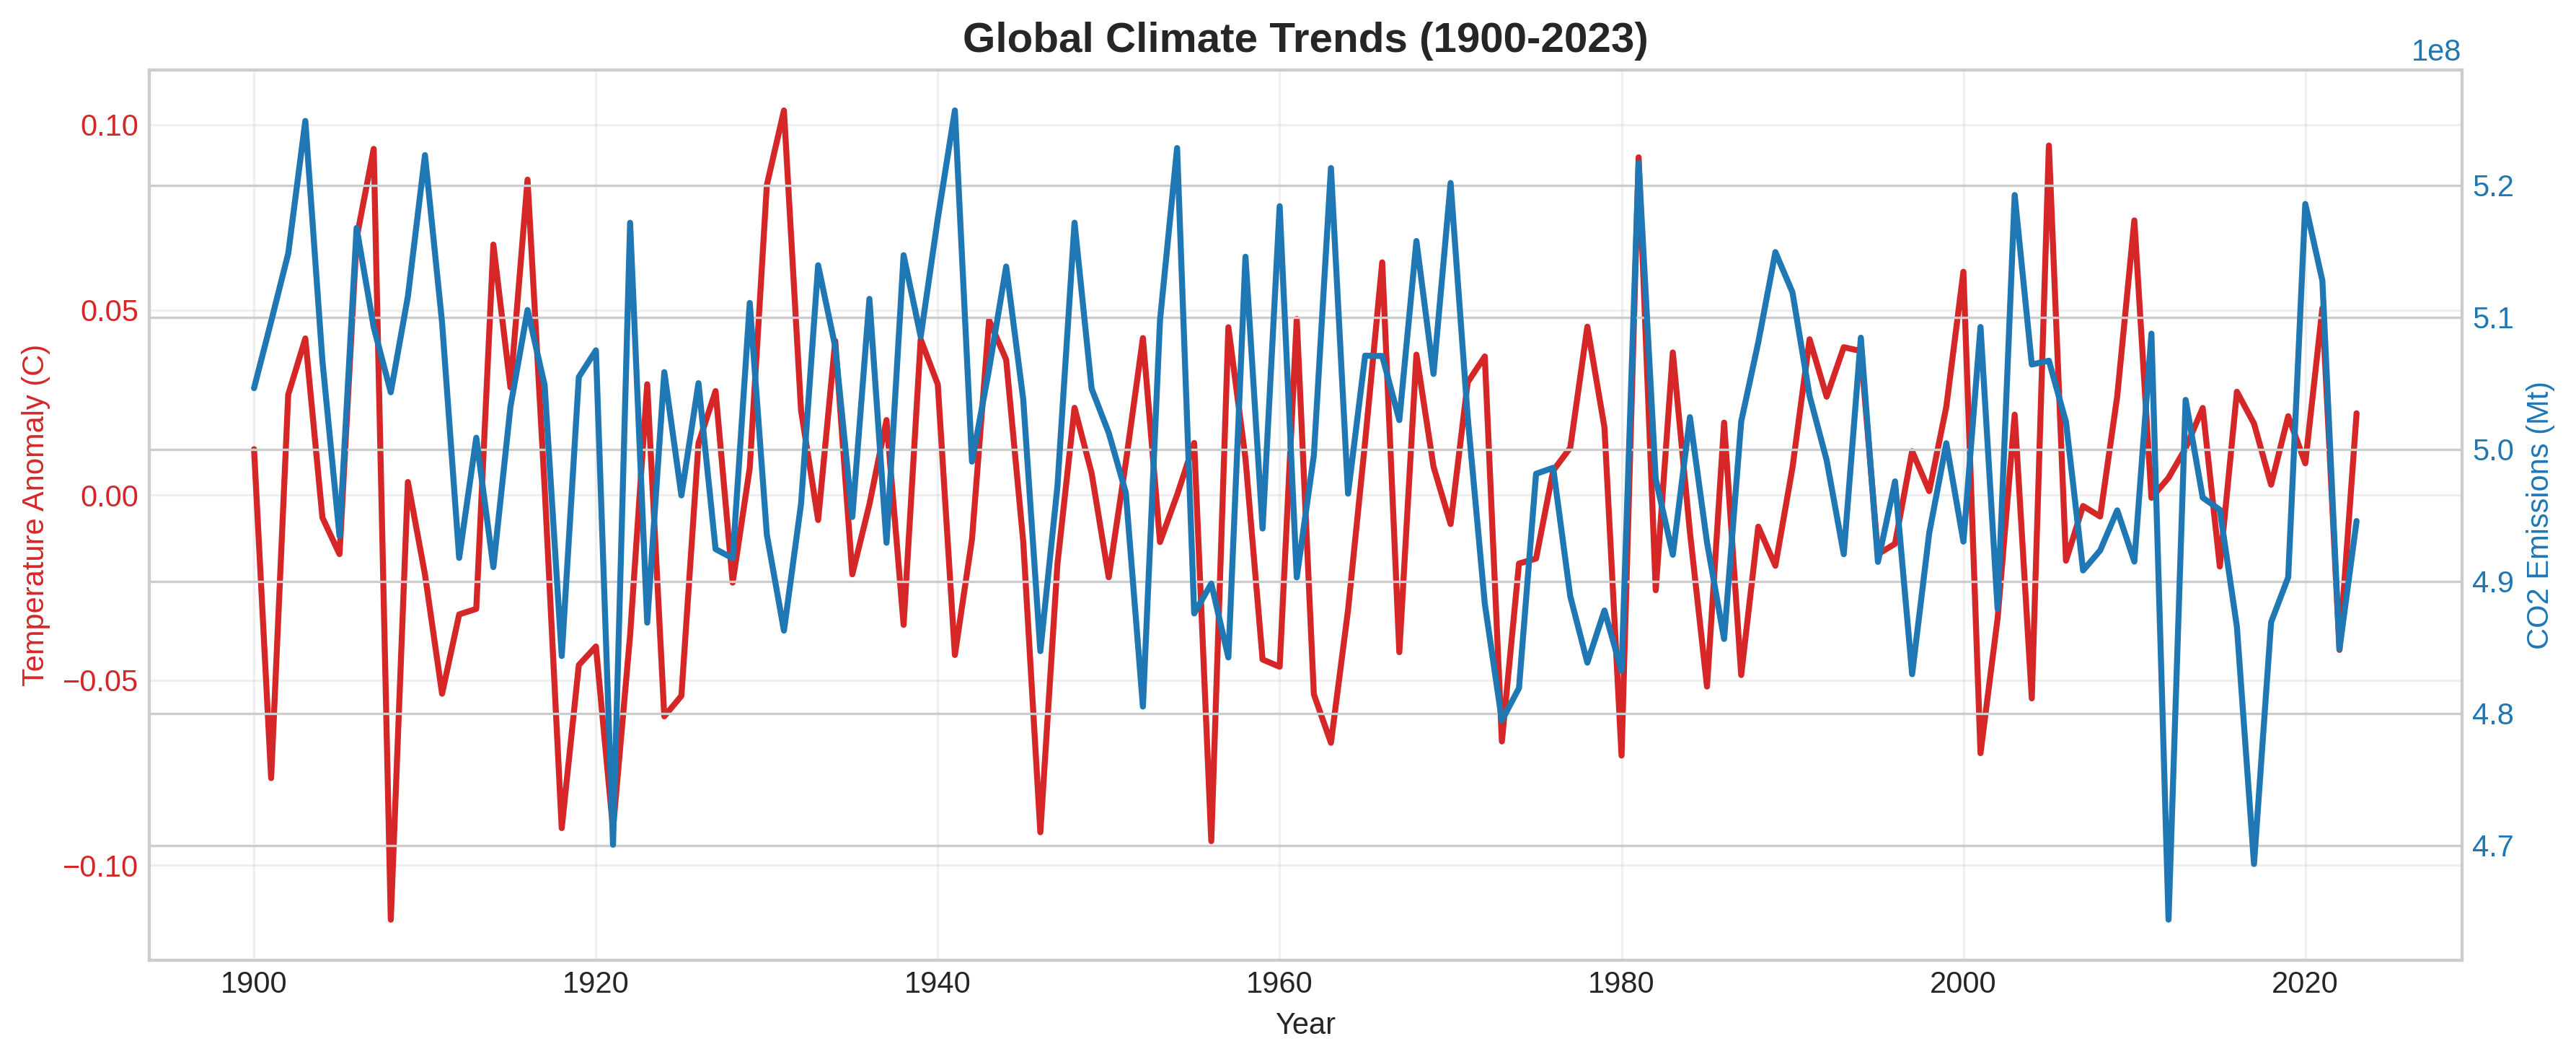 Global Climate Trends (1900-2023)
1e8
0.10
0.05
0.00
−0.05
−0.10
Temperature Anomaly (C)
5.2
5.1
5.0
4.9
4.8
4.7
CO2 Emissions (Mt)
1900 1920 1940 1960 1980 2000 2020
Year